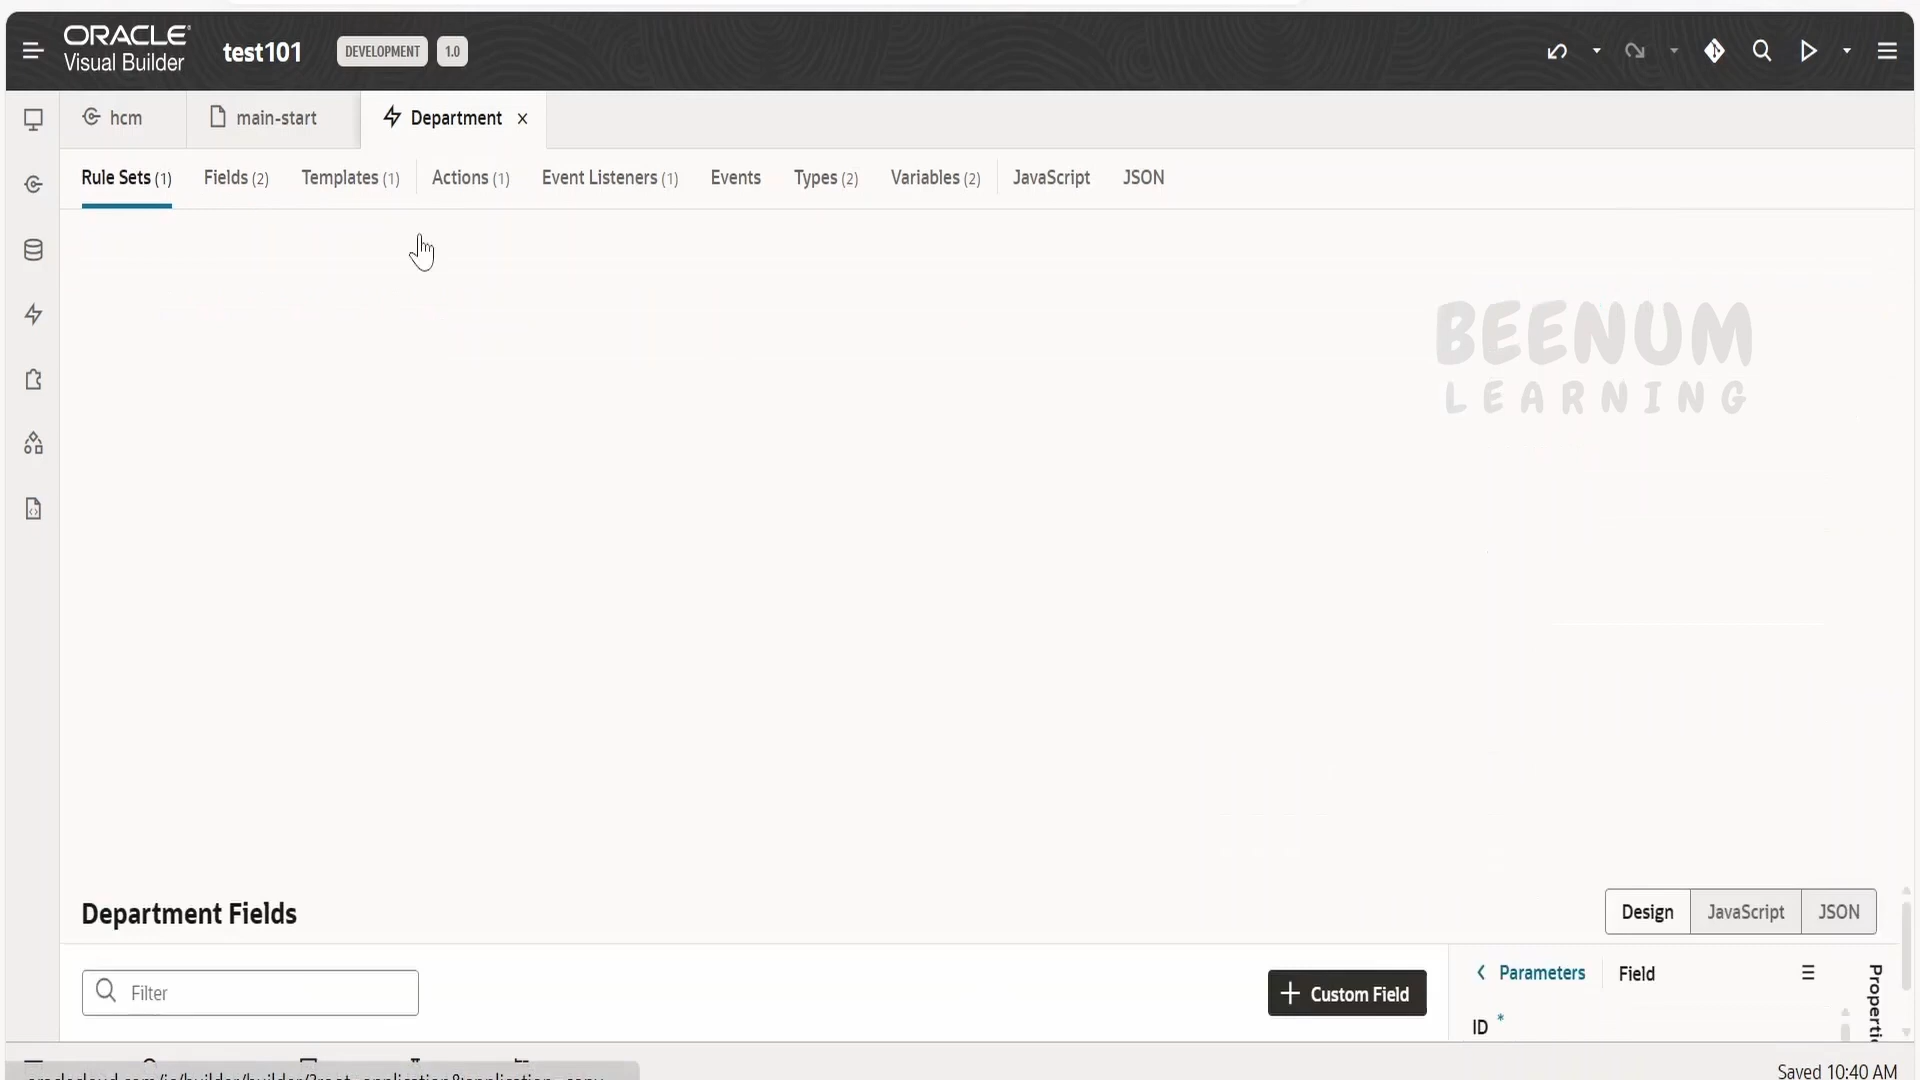 ORACLE
Visual Builder
test101
DEVELOPMENT
1.0
hcm
main-start
Department
Rule Sets (1)
Fields (2)
Templates (1)
Actions (1)
Event Listeners (1)
Events
Types (2)
Variables (2)
JavaScript
JSON
BEENUM
LEARNING
Department Fields
Design
JavaScript
JSON
Filter
Custom Field
Parameters
Field
ID *
Saved 10:40 AM